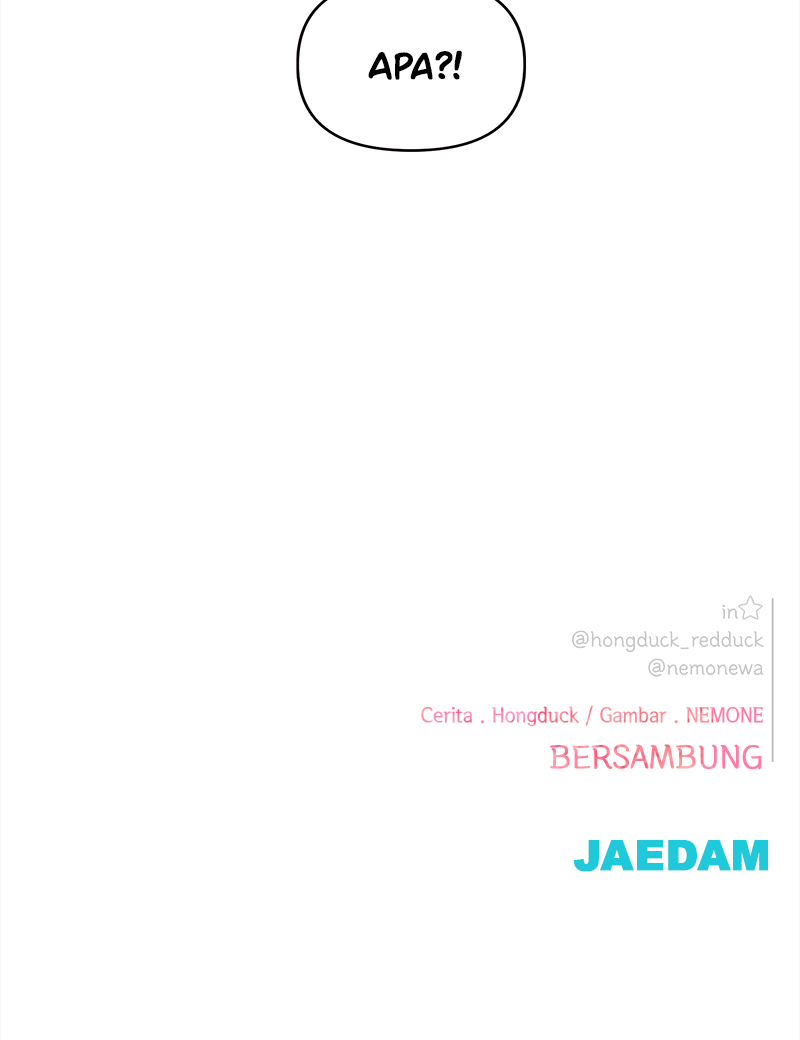 APA?!
in☆
@hongduck_redduck
@nemonewa
Cerita . Hongduck / Gambar . NEMONE
BERSAMBUNG
JAEDAM